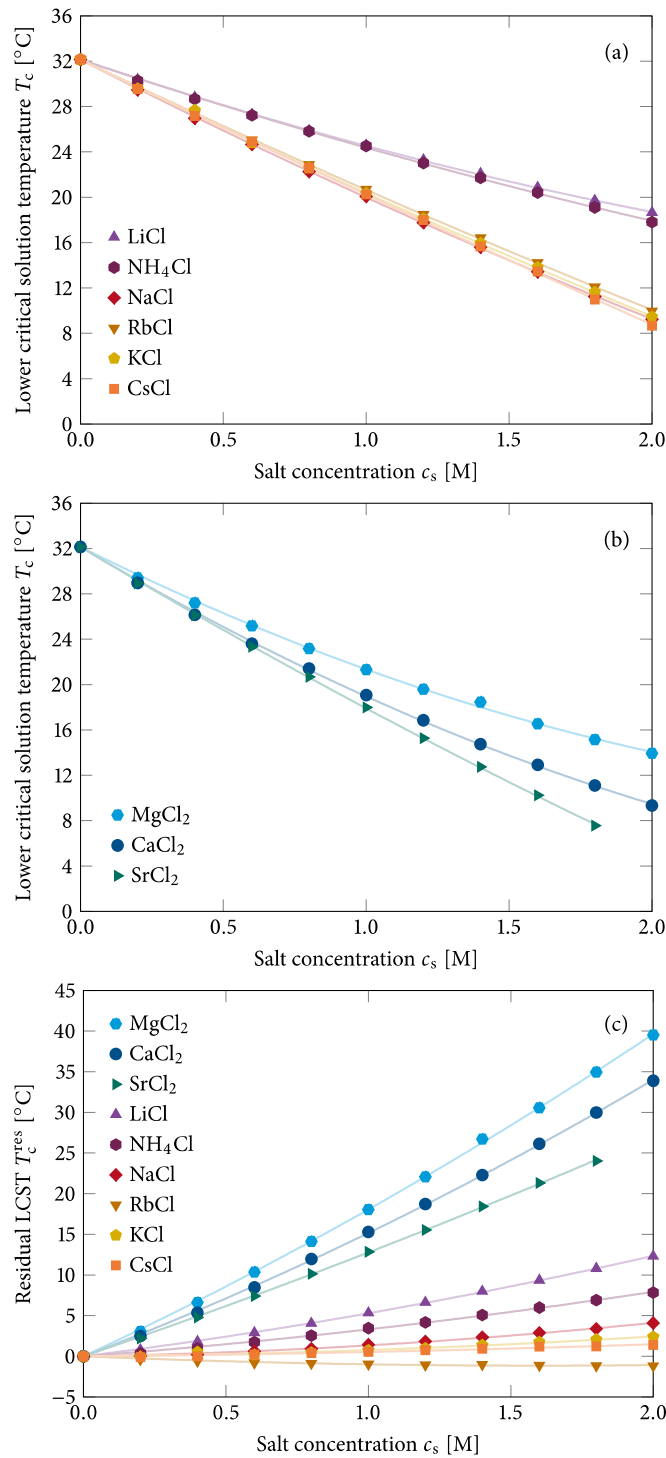 36
32
28
24
20
16
12
8
4
0
Lower critical solution temperature Tc [°C]
(a)
LiCl
NH4Cl
NaCl
RbCl
KCl
CsCl
0.0 0.5 1.0 1.5 2.0
Salt concentration cs [M]
36
32
28
24
20
16
12
8
4
0
Lower critical solution temperature Tc [°C]
(b)
MgCl2
CaCl2
SrCl2
0.0 0.5 1.0 1.5 2.0
Salt concentration cs [M]
45
40
35
30
25
20
15
10
5
0
−5
Residual LCST Tc^res [°C]
(c)
MgCl2
CaCl2
SrCl2
LiCl
NH4Cl
NaCl
RbCl
KCl
CsCl
0.0 0.5 1.0 1.5 2.0
Salt concentration cs [M]